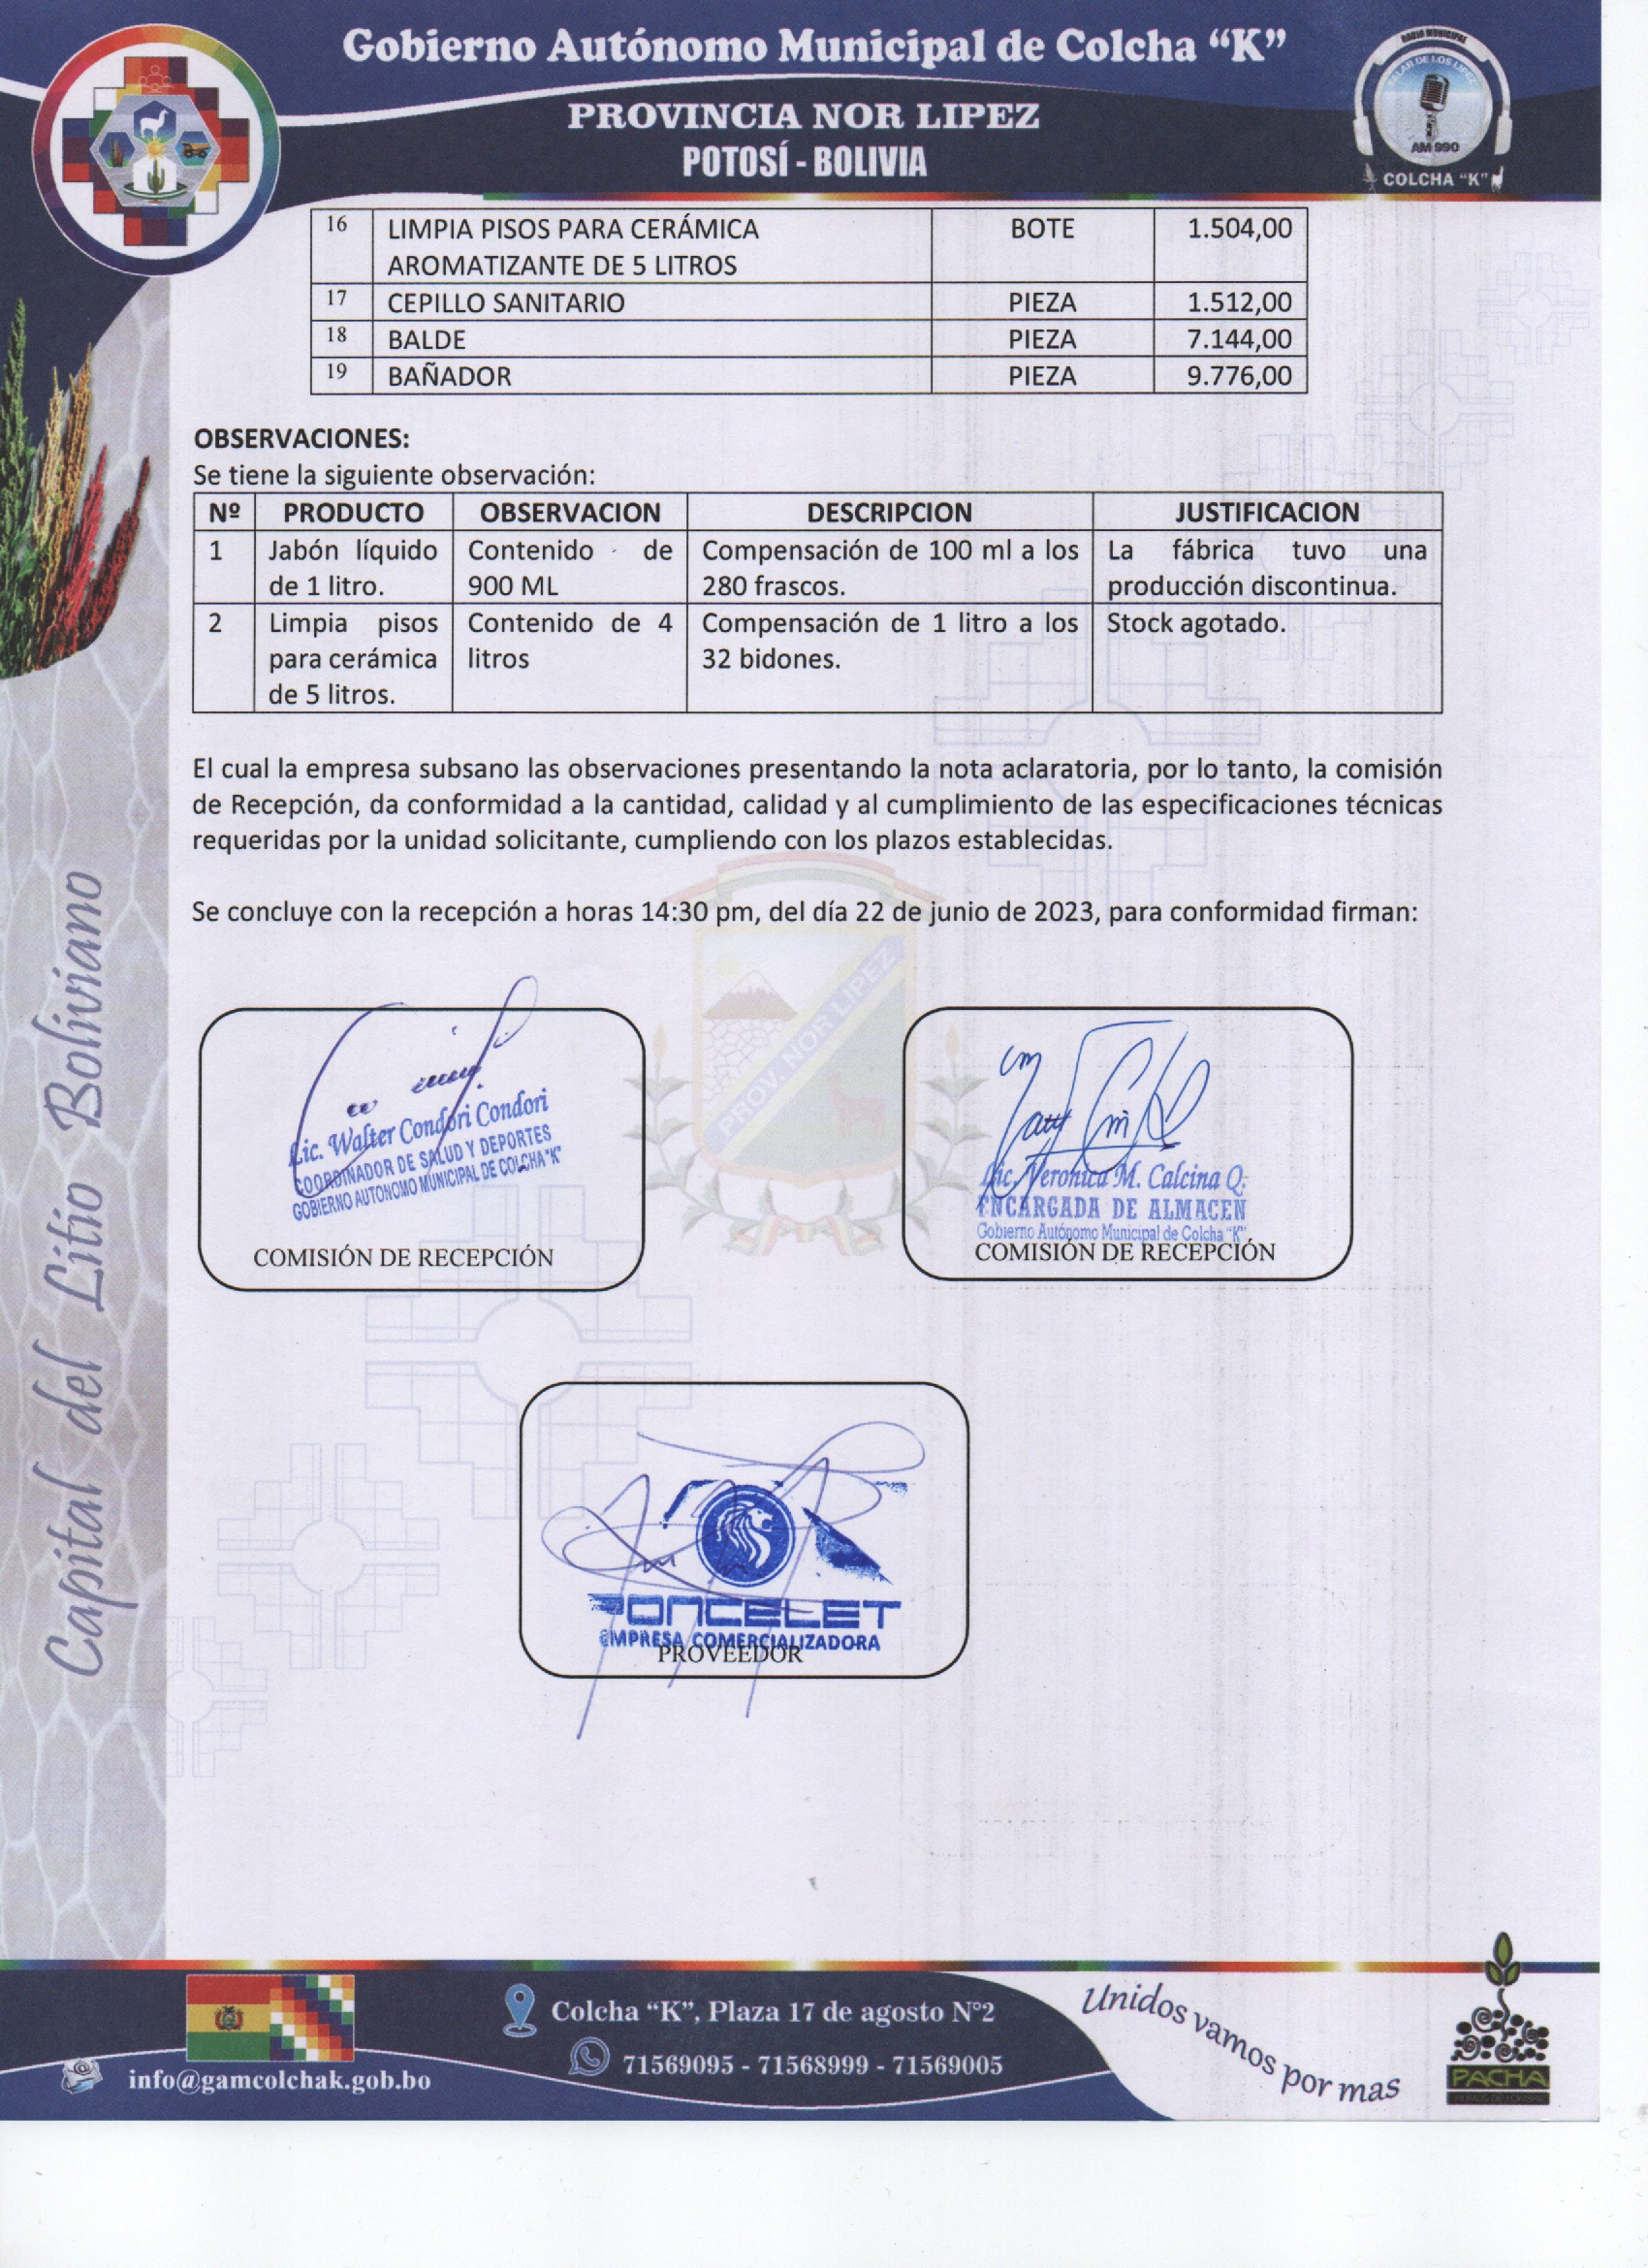 Gobierno Autónomo Municipal de Colcha “K”
PROVINCIA NOR LIPEZ
POTOSÍ - BOLIVIA
RADIO MUNICIPAL
SALAR DE LOS LIPEZ
AM 990
COLCHA “K”
16 LIMPIA PISOS PARA CERÁMICA BOTE 1.504,00
AROMATIZANTE DE 5 LITROS
17 CEPILLO SANITARIO PIEZA 1.512,00
18 BALDE PIEZA 7.144,00
19 BAÑADOR PIEZA 9.776,00
OBSERVACIONES:
Se tiene la siguiente observación:
Nº PRODUCTO OBSERVACION DESCRIPCION JUSTIFICACION
1 Jabón líquido Contenido de Compensación de 100 ml a los La fábrica tuvo una
de 1 litro. 900 ML 280 frascos. producción discontinua.
2 Limpia pisos Contenido de 4 Compensación de 1 litro a los Stock agotado.
para cerámica litros 32 bidones.
de 5 litros.
El cual la empresa subsano las observaciones presentando la nota aclaratoria, por lo tanto, la comisión
de Recepción, da conformidad a la cantidad, calidad y al cumplimiento de las especificaciones técnicas
requeridas por la unidad solicitante, cumpliendo con los plazos establecidas.
Se concluye con la recepción a horas 14:30 pm, del día 22 de junio de 2023, para conformidad firman:
PROV. NOR LIPEZ
Lic. Walter Condori Condori
COORDINADOR DE SALUD Y DEPORTES
GOBIERNO AUTONOMO MUNICIPAL DE COLCHA "K"
COMISIÓN DE RECEPCIÓN
Lic. Veronica M. Calcina Q.
ENCARGADA DE ALMACEN
Gobierno Autónomo Municipal de Colcha "K"
COMISIÓN DE RECEPCIÓN
PONCELET
EMPRESA COMERCIALIZADORA
PROVEEDOR
Capital del Litio Boliviano
Colcha “K”, Plaza 17 de agosto N°2
71569095 - 71568999 - 71569005
info@gamcolchak.gob.bo
Unidos vamos por mas
PACHA